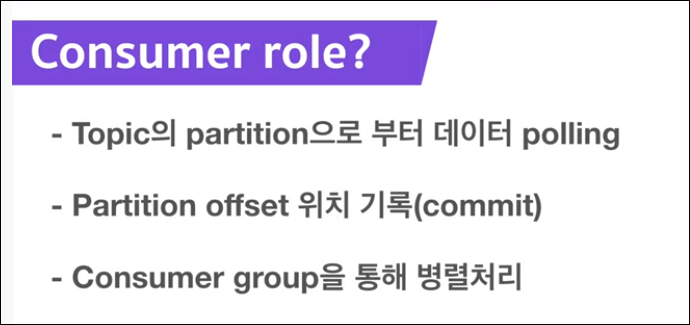 Consumer role?
- Topic의 partition으로 부터 데이터 polling
- Partition offset 위치 기록(commit)
- Consumer group을 통해 병렬처리